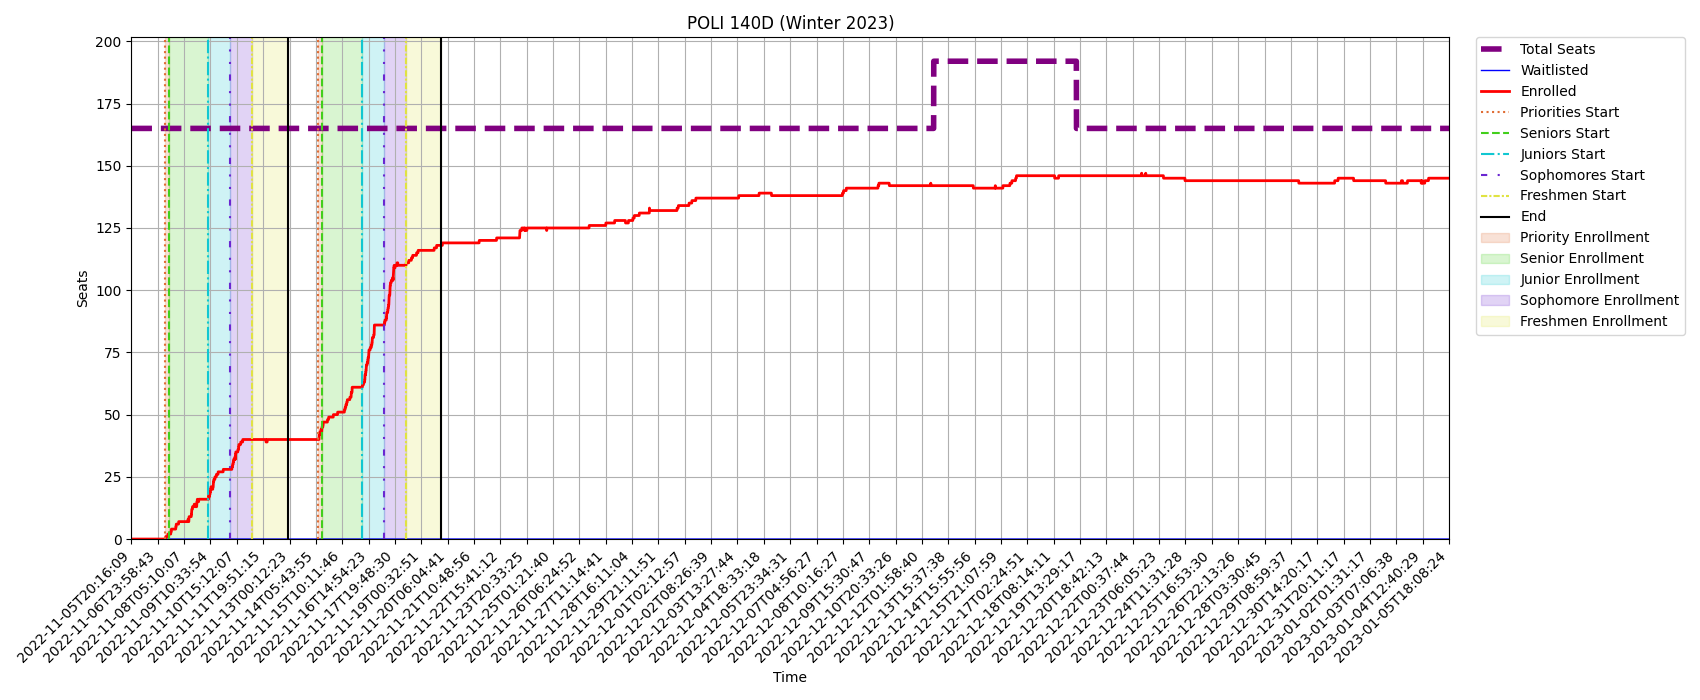 POLI 140D (Winter 2023)
Seats
200
175
150
125
100
75
50
25
0
2022-11-05T20:16:09
2022-11-06T23:58:43
2022-11-08T05:10:07
2022-11-09T10:33:54
2022-11-10T15:12:07
2022-11-11T19:51:15
2022-11-13T00:12:23
2022-11-14T05:43:55
2022-11-15T10:11:46
2022-11-16T14:54:23
2022-11-17T19:48:30
2022-11-19T00:32:51
2022-11-20T06:04:41
2022-11-21T10:48:56
2022-11-22T15:41:12
2022-11-23T20:33:25
2022-11-25T01:21:40
2022-11-26T06:24:52
2022-11-27T11:14:41
2022-11-28T16:11:04
2022-11-29T21:11:51
2022-12-01T02:12:57
2022-12-02T08:26:39
2022-12-03T13:27:44
2022-12-04T18:33:18
2022-12-05T23:34:31
2022-12-07T04:56:27
2022-12-08T10:16:27
2022-12-09T15:30:47
2022-12-10T20:33:26
2022-12-12T01:58:40
2022-12-13T15:37:38
2022-12-14T15:55:56
2022-12-15T21:07:59
2022-12-17T02:24:51
2022-12-18T08:14:11
2022-12-19T13:29:17
2022-12-20T18:42:13
2022-12-22T00:37:44
2022-12-23T06:05:23
2022-12-24T11:31:28
2022-12-25T16:53:30
2022-12-26T22:13:26
2022-12-28T03:30:45
2022-12-29T08:59:37
2022-12-30T14:20:17
2022-12-31T20:11:17
2023-01-02T01:31:17
2023-01-03T07:06:38
2023-01-04T12:40:29
2023-01-05T18:08:24
Time
Total Seats
Waitlisted
Enrolled
Priorities Start
Seniors Start
Juniors Start
Sophomores Start
Freshmen Start
End
Priority Enrollment
Senior Enrollment
Junior Enrollment
Sophomore Enrollment
Freshmen Enrollment